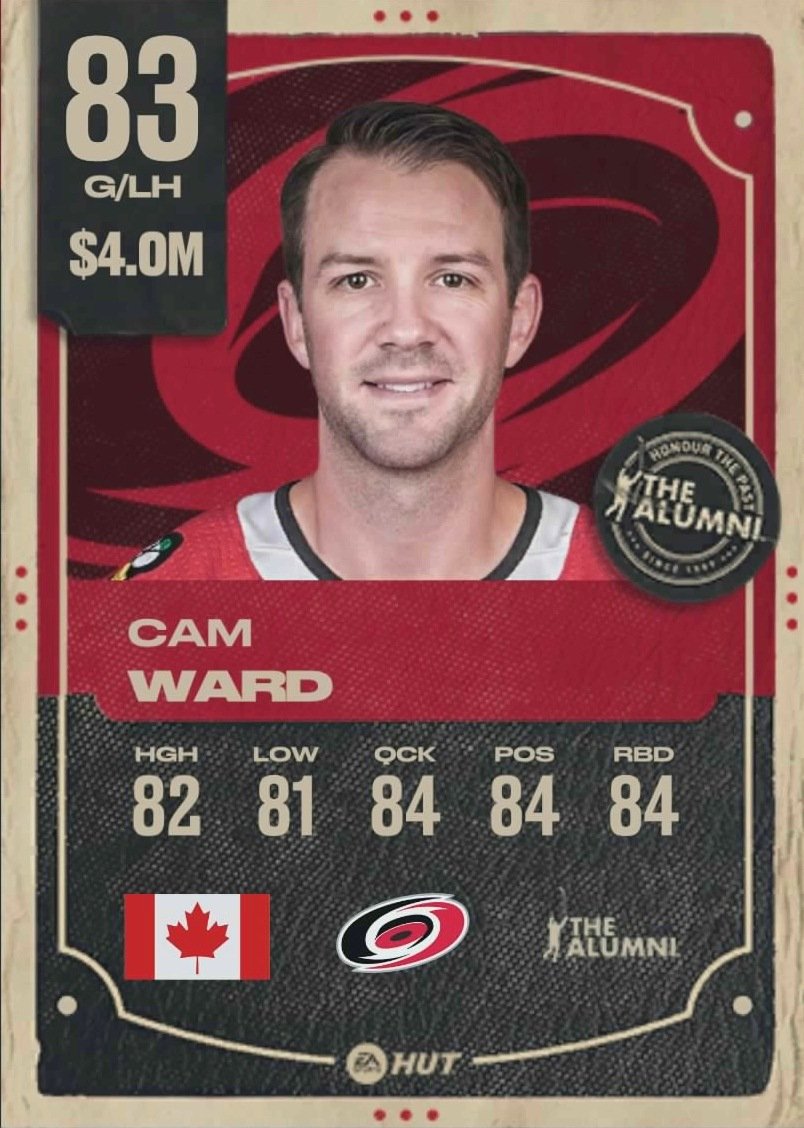 83
G/LH
$4.0M
HONOUR THE PAST
THE
ALUMNI
CAM
WARD
HGH LOW QCK POS RBD
82 81 84 84 84
THE
ALUMNI
EA
HUT